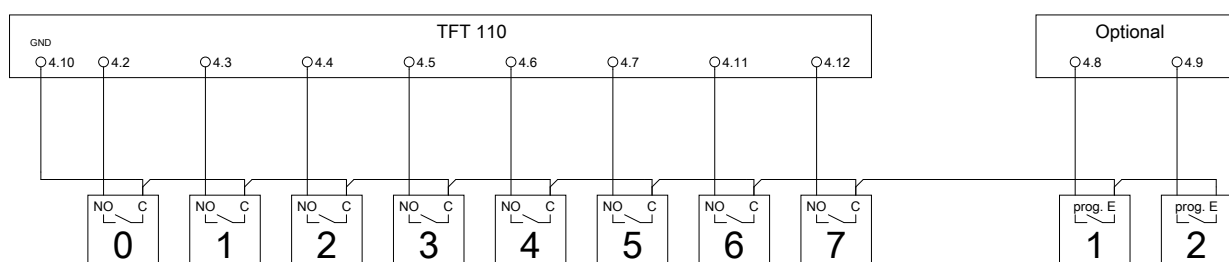 TFT 110 Optional
GND
4.10 4.2 4.3 4.4 4.5 4.6 4.7 4.11 4.12 4.8 4.9
NO C NO C NO C NO C NO C NO C NO C NO C prog. E prog. E
0 1 2 3 4 5 6 7 1 2